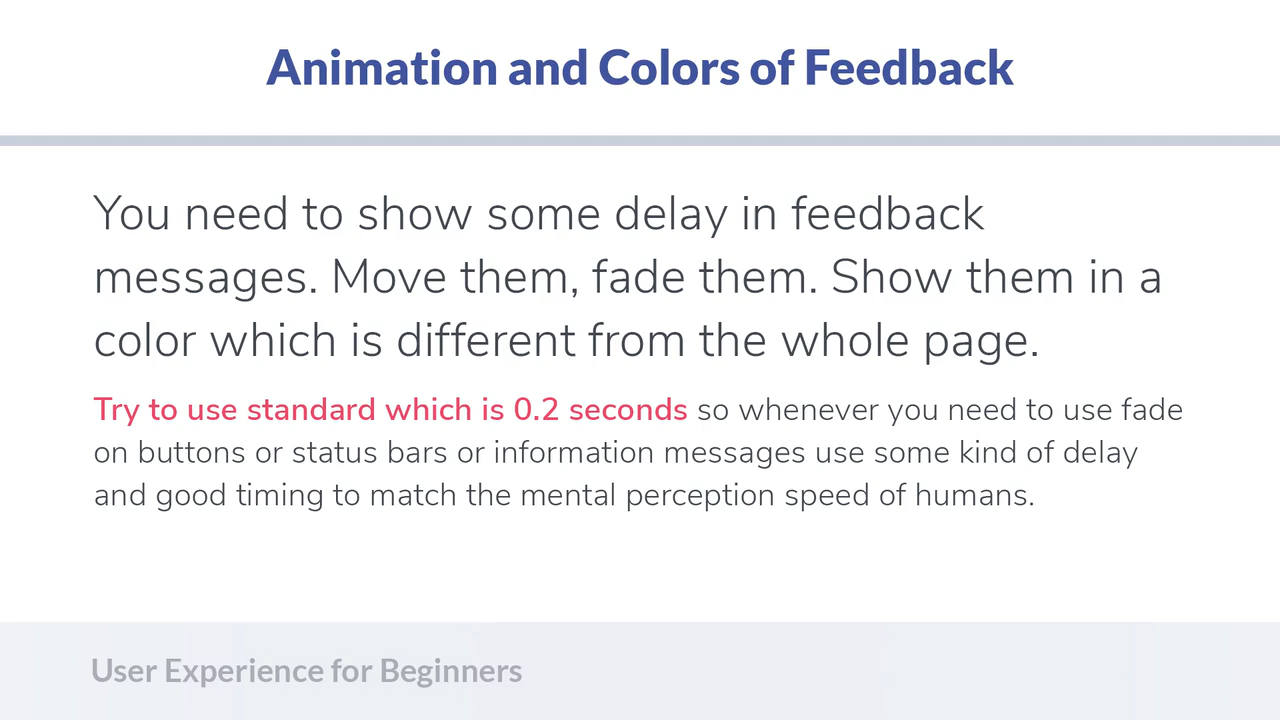 Animation and Colors of Feedback
You need to show some delay in feedback
messages. Move them, fade them. Show them in a
color which is different from the whole page.
Try to use standard which is 0.2 seconds so whenever you need to use fade
on buttons or status bars or information messages use some kind of delay
and good timing to match the mental perception speed of humans.
User Experience for Beginners